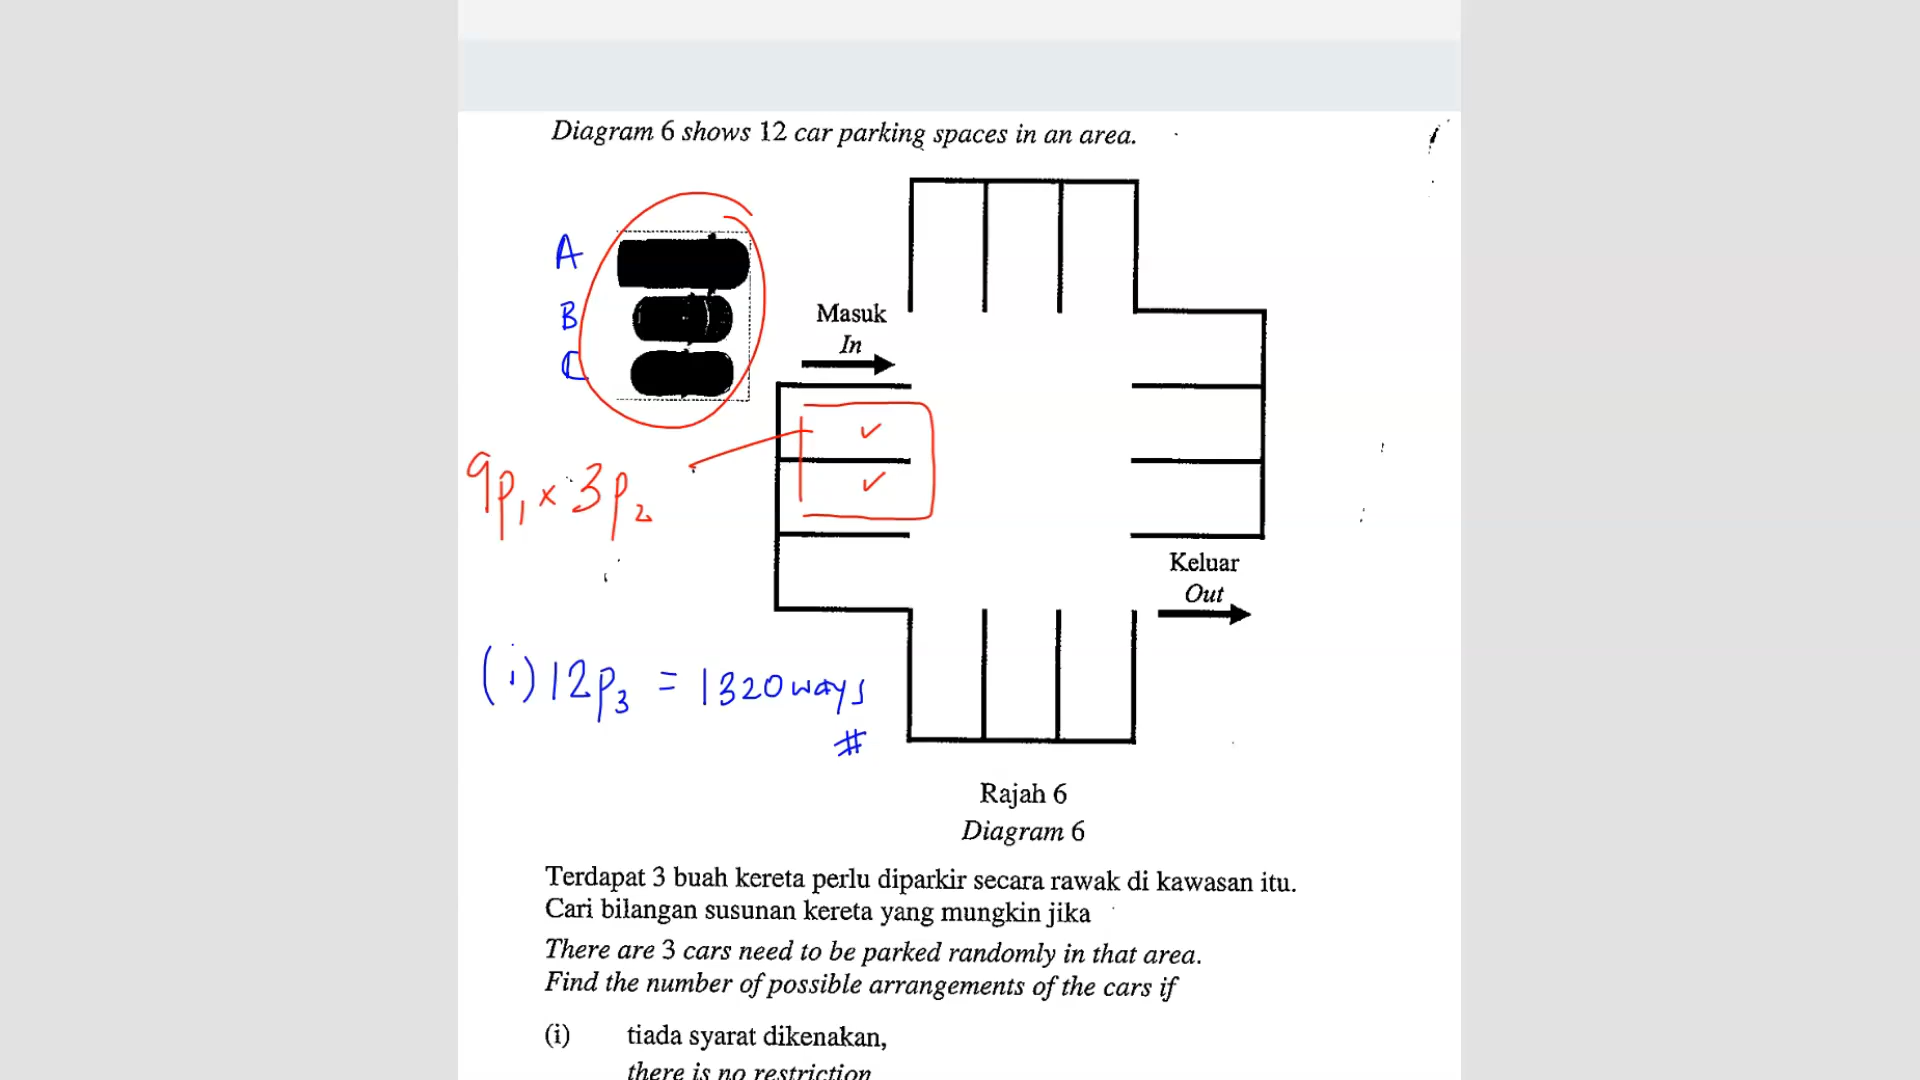 Diagram 6 shows 12 car parking spaces in an area.
A
B
C
Masuk
In
9P₁ × 3P₂
Keluar
Out
(i) 12P₃ = 1320 ways
#
Rajah 6
Diagram 6
Terdapat 3 buah kereta perlu diparkir secara rawak di kawasan itu.
Cari bilangan susunan kereta yang mungkin jika
There are 3 cars need to be parked randomly in that area.
Find the number of possible arrangements of the cars if
(i) tiada syarat dikenakan,
there is no restriction